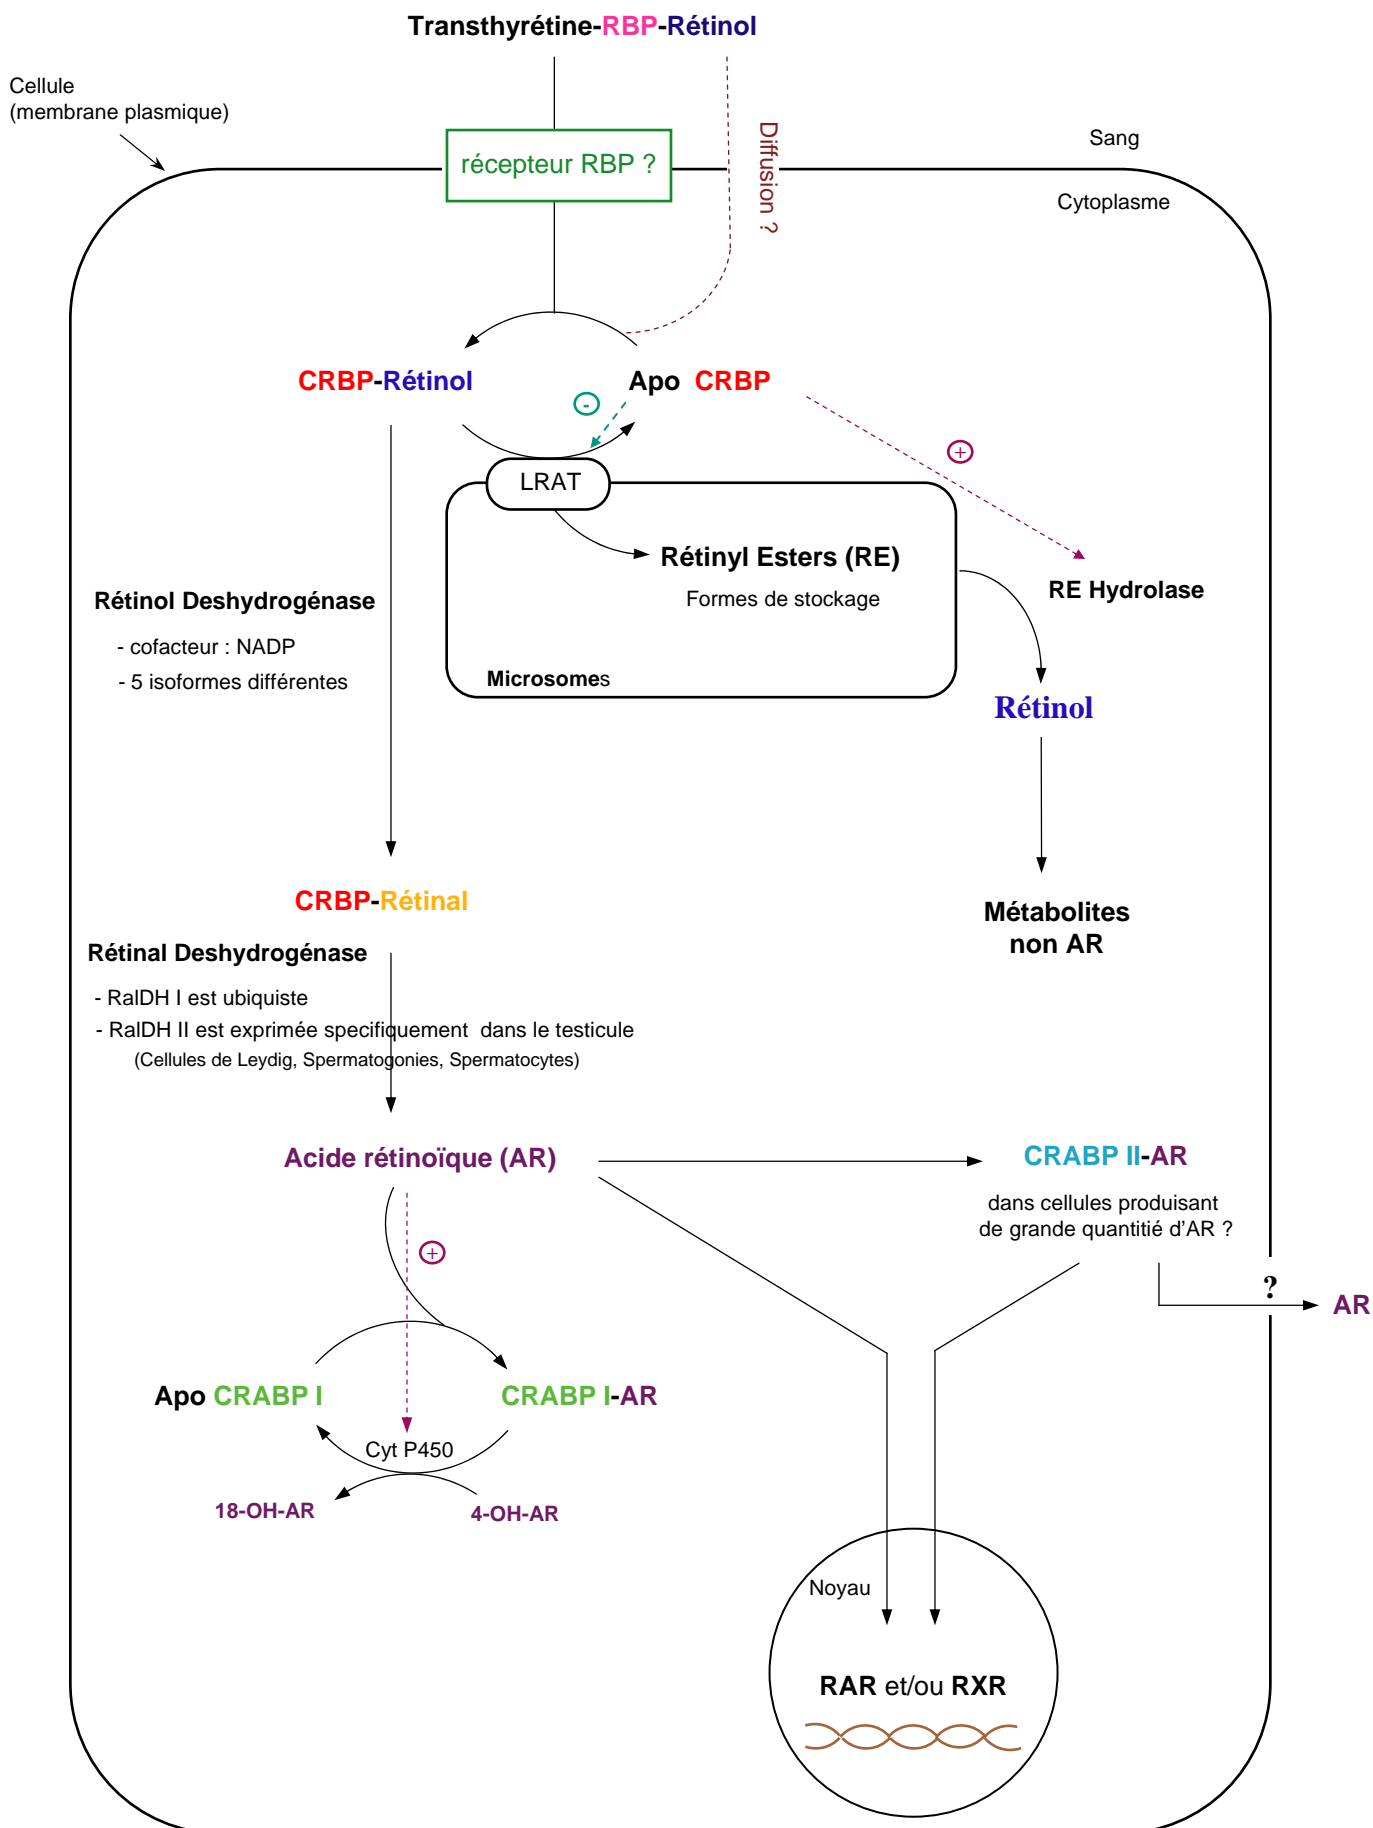 Transthyrétine-RBP-Rétinol
Cellule
(membrane plasmique)
Sang
Diffusion ?
récepteur RBP ?
Cytoplasme
CRBP-Rétinol
Apo CRBP
-
+
LRAT
Rétinyl Esters (RE)
Formes de stockage
Microsomes
RE Hydrolase
Rétinol Deshydrogénase
- cofacteur : NADP
- 5 isoformes différentes
Rétinol
Métabolites
non AR
CRBP-Rétinal
Rétinal Deshydrogénase
- RalDH I est ubiquiste
- RalDH II est exprimée specifiquement dans le testicule
(Cellules de Leydig, Spermatogonies, Spermatocytes)
Acide rétinoïque (AR)
CRABP II-AR
dans cellules produisant
de grande quantitié d'AR ?
+
?
AR
Apo CRABP I
CRABP I-AR
Cyt P450
18-OH-AR
4-OH-AR
Noyau
RAR et/ou RXR